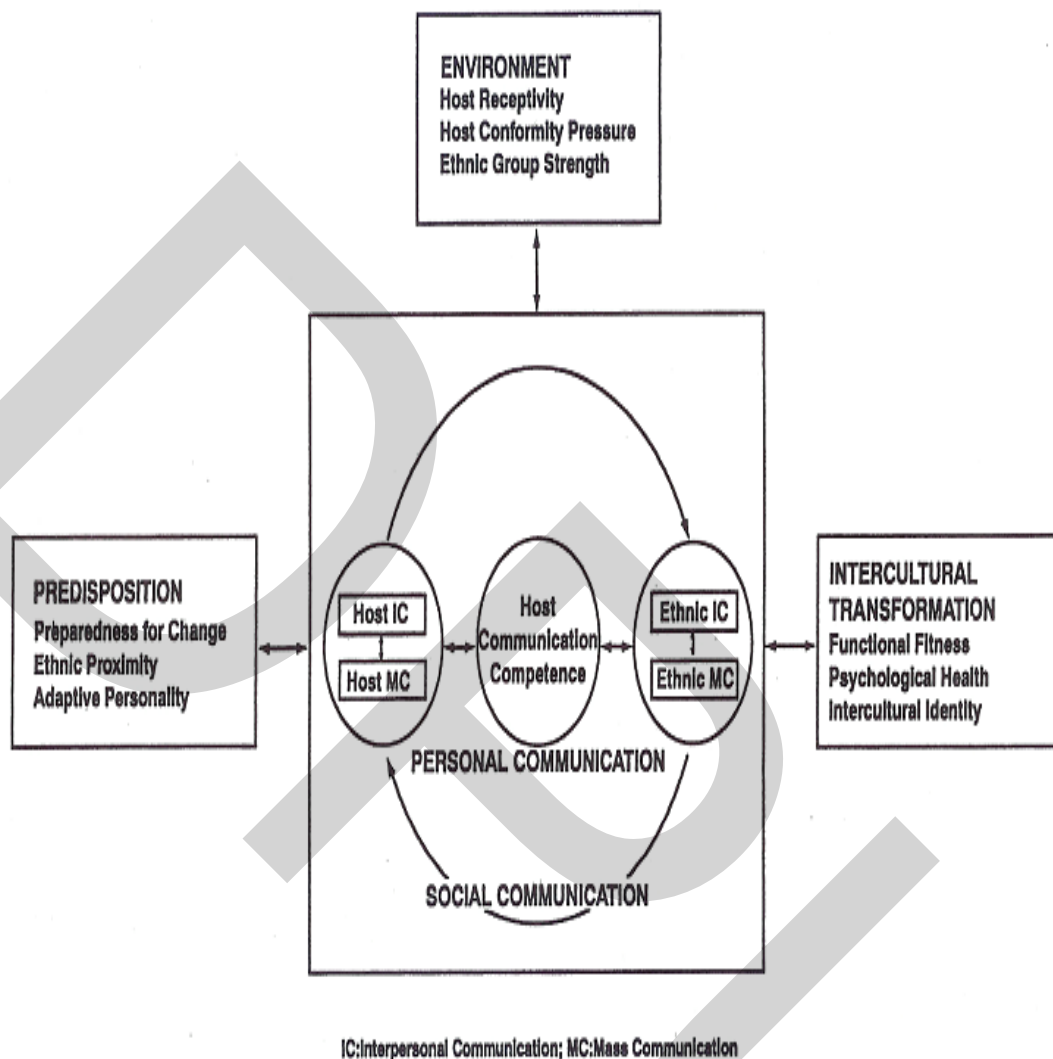 ENVIRONMENT
Host Receptivity
Host Conformity Pressure
Ethnic Group Strength
PREDISPOSITION
Preparedness for Change
Ethnic Proximity
Adaptive Personality
Host IC
Host MC
Host
Communication
Competence
Ethnic IC
Ethnic MC
INTERCULTURAL
TRANSFORMATION
Functional Fitness
Psychological Health
Intercultural Identity
PERSONAL COMMUNICATION
SOCIAL COMMUNICATION
IC:Interpersonal Communication; MC:Mass Communication